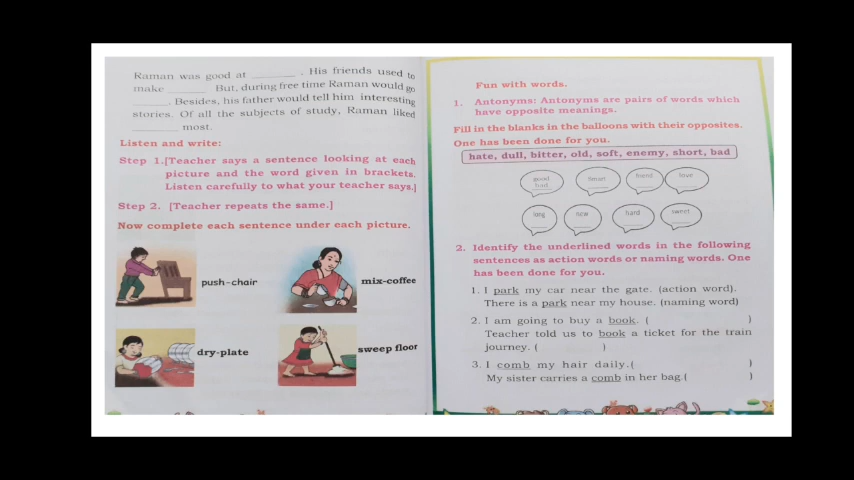 Raman was good at ______ . His friends used to
make ______ But, during free time Raman would go
______. Besides, his father would tell him interesting
stories. Of all the subjects of study, Raman liked
______ most.
Listen and write:
Step 1.[Teacher says a sentence looking at each
picture and the word given in brackets.
Listen carefully to what your teacher says.]
Step 2. [Teacher repeats the same.]
Now complete each sentence under each picture.
push-chair
mix-coffee
dry-plate
sweep floor
Fun with words.
1. Antonyms: Antonyms are pairs of words which
have opposite meanings.
Fill in the blanks in the balloons with their opposites.
One has been done for you.
hate, dull, bitter, old, soft, enemy, short, bad
good
bad
Smart
friend
love
long
new
hard
sweet
2. Identify the underlined words in the following
sentences as action words or naming words. One
has been done for you.
1. I park my car near the gate. (action word).
There is a park near my house. (naming word)
2. I am going to buy a book. ( )
Teacher told us to book a ticket for the train
journey. ( )
3. I comb my hair daily.( )
My sister carries a comb in her bag.( )